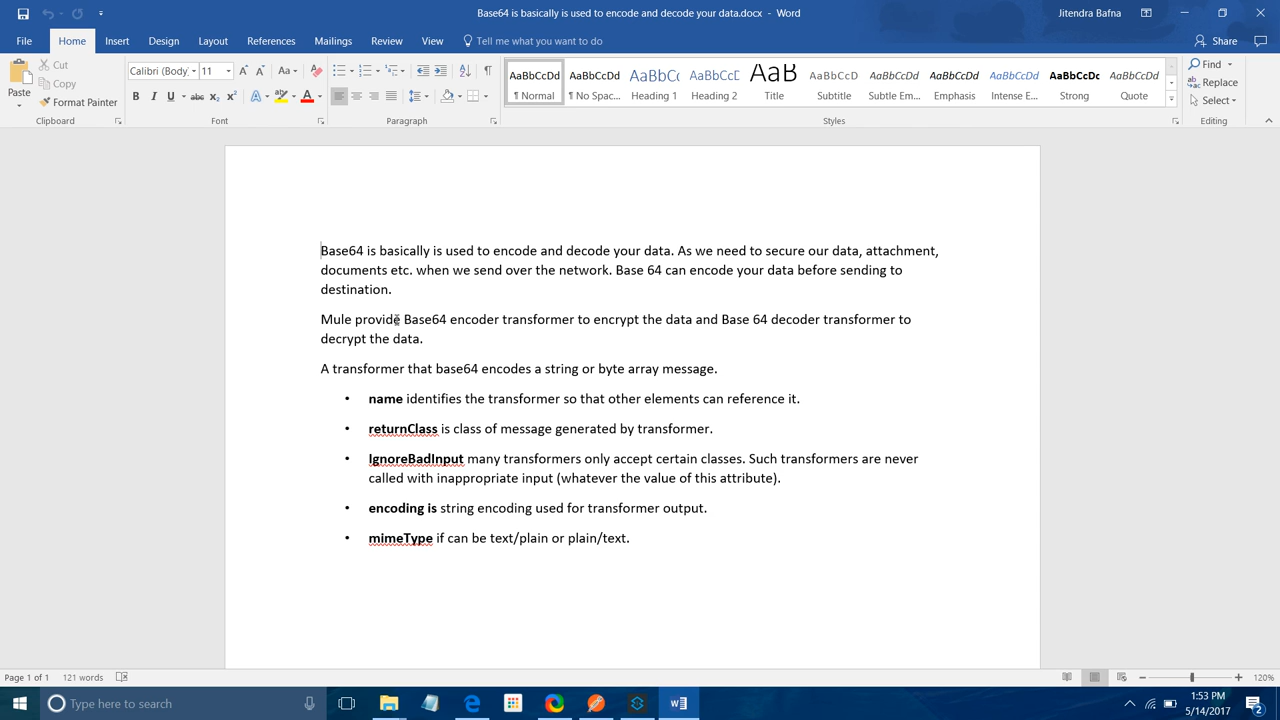 Base64 is basically is used to encode and decode your data.docx - Word
Jitendra Bafna
File
Home
Insert
Design
Layout
References
Mailings
Review
View
Tell me what you want to do
Share
Paste
Cut
Copy
Format Painter
Calibri (Body)
11
Aa
B I U abc x₂ x²
A A
AaBbCcDd
¶ Normal
AaBbCcDd
¶ No Spac...
AaBbCc
Heading 1
AaBbCcD
Heading 2
AaB
Title
AaBbCcD
Subtitle
AaBbCcDd
Subtle Em...
AaBbCcDd
Emphasis
AaBbCcDd
Intense E...
AaBbCcDc
Strong
AaBbCcDd
Quote
Find
Replace
Select
Clipboard
Font
Paragraph
Styles
Editing
Base64 is basically is used to encode and decode your data. As we need to secure our data, attachment,
documents etc. when we send over the network. Base 64 can encode your data before sending to
destination.
Mule provide Base64 encoder transformer to encrypt the data and Base 64 decoder transformer to
decrypt the data.
A transformer that base64 encodes a string or byte array message.
• name identifies the transformer so that other elements can reference it.
• returnClass is class of message generated by transformer.
• IgnoreBadInput many transformers only accept certain classes. Such transformers are never
called with inappropriate input (whatever the value of this attribute).
• encoding is string encoding used for transformer output.
• mimeType if can be text/plain or plain/text.
Page 1 of 1
121 words
120%
Type here to search
1:53 PM
5/14/2017
2